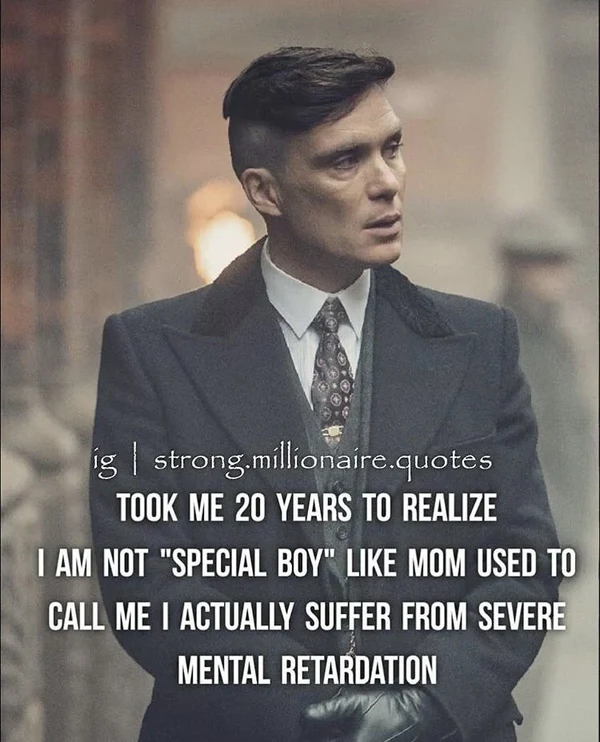 ig | strong.millionaire.quotes
TOOK ME 20 YEARS TO REALIZE
I AM NOT "SPECIAL BOY" LIKE MOM USED TO
CALL ME I ACTUALLY SUFFER FROM SEVERE
MENTAL RETARDATION